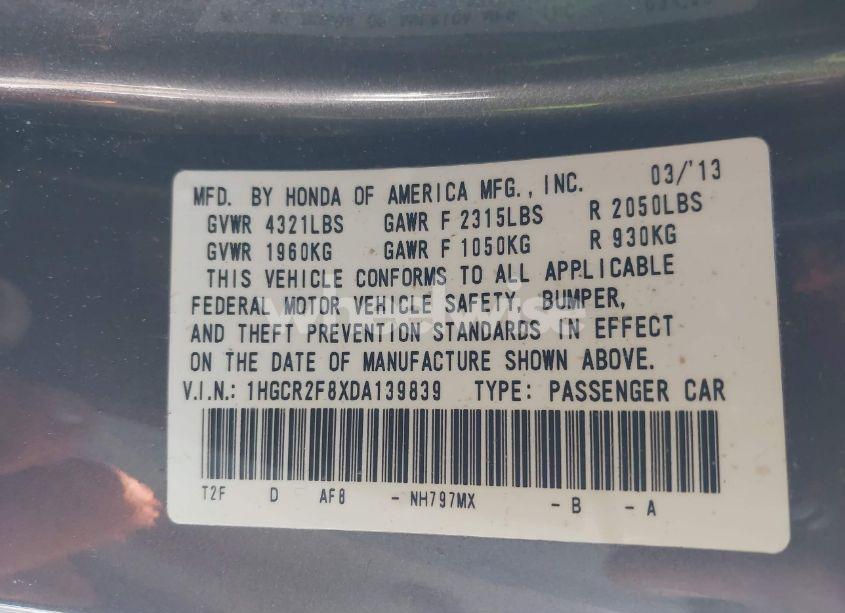 MFD. BY HONDA OF AMERICA MFG., INC. 03/'13
GVWR 4321LBS GAWR F 2315LBS R 2050LBS
GVWR 1960KG GAWR F 1050KG R 930KG
THIS VEHICLE CONFORMS TO ALL APPLICABLE
FEDERAL MOTOR VEHICLE SAFETY, BUMPER,
AND THEFT PREVENTION STANDARDS IN EFFECT
ON THE DATE OF MANUFACTURE SHOWN ABOVE.
V.I.N.: 1HGCR2F8XDA139839 TYPE: PASSENGER CAR
T2F D AF8 - NH797MX - B - A
wheelwise